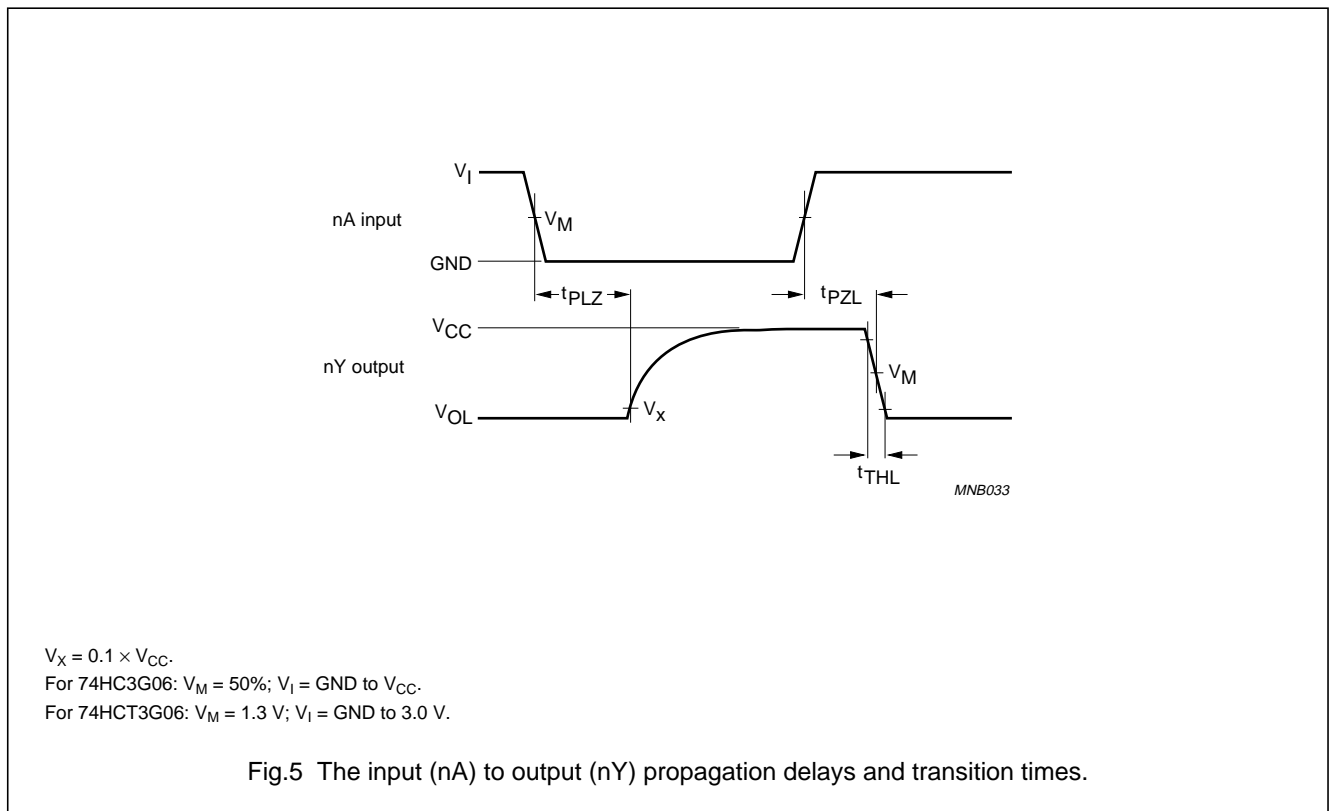 V_I
nA input
V_M
GND
t_PLZ
t_PZL
V_CC
nY output
V_M
V_OL
V_x
t_THL
MNB033
V_X = 0.1 × V_CC.
For 74HC3G06: V_M = 50%; V_I = GND to V_CC.
For 74HCT3G06: V_M = 1.3 V; V_I = GND to 3.0 V.
Fig.5 The input (nA) to output (nY) propagation delays and transition times.